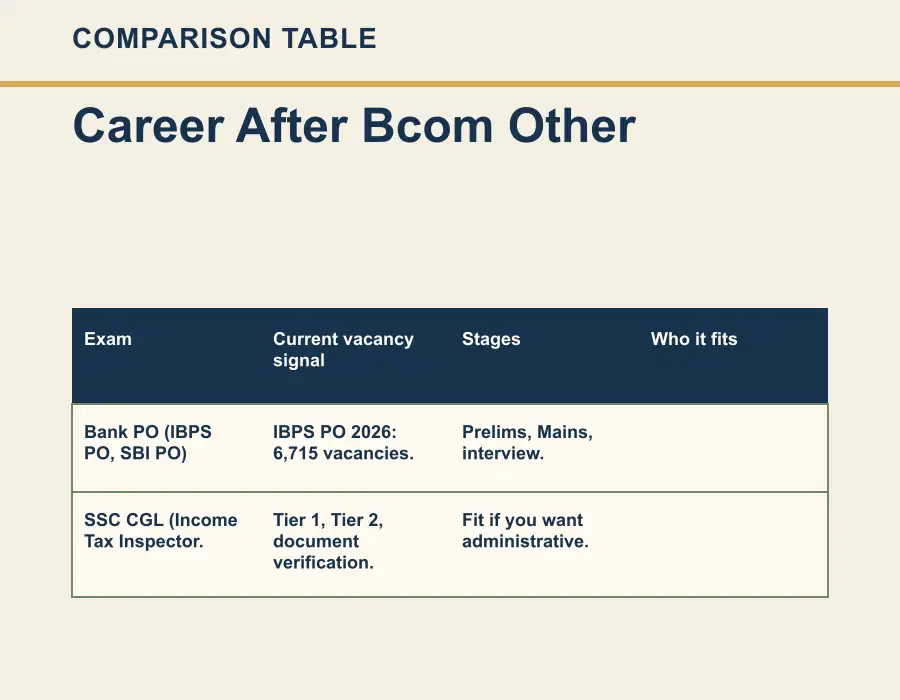 COMPARISON TABLE
Career After Bcom Other
Exam
Current vacancy
signal
Stages
Who it fits
Bank PO (IBPS
PO, SBI PO)
IBPS PO 2026:
6,715 vacancies.
Prelims, Mains,
interview.
SSC CGL (Income
Tax Inspector.
Tier 1, Tier 2,
document
verification.
Fit if you want
administrative.